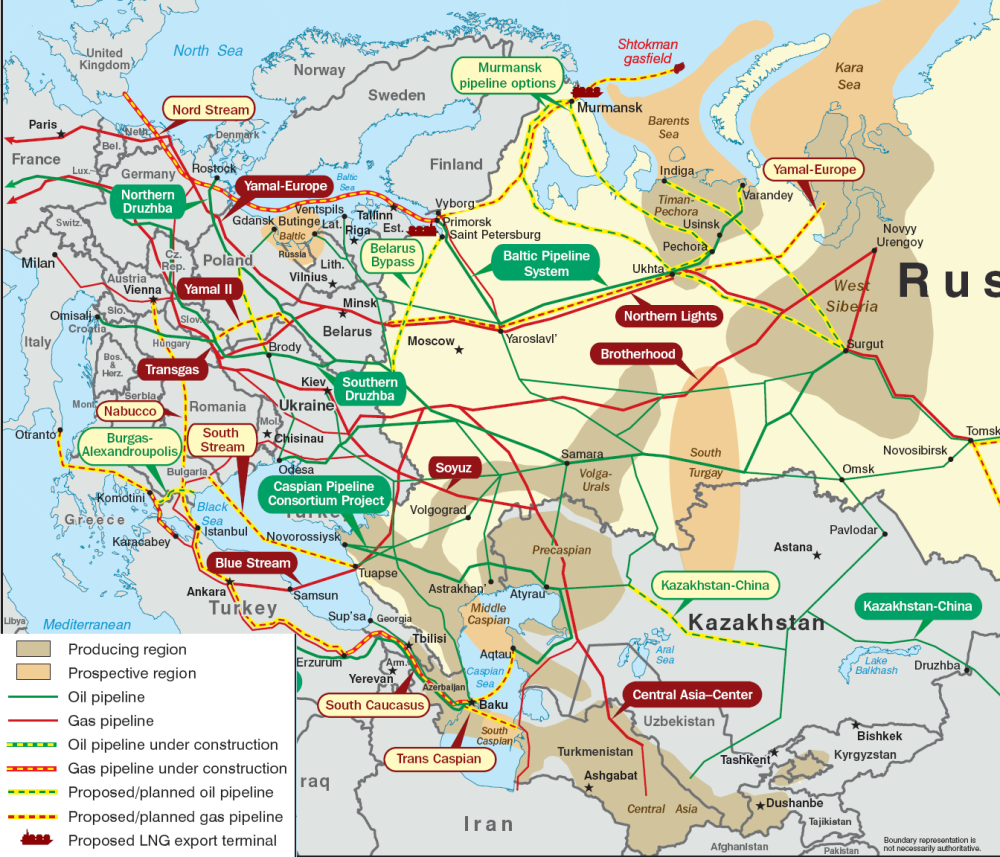 North Sea
United
Kingdom
Norway
Sweden
Finland
Shtokman
gasfield
Murmansk
pipeline options
Murmansk
Barents
Sea
Kara
Sea
Nord Stream
Paris
France
Neth.
Bel.
Lux.
Denmark
Germany
Rostock
Northern
Druzhba
Yamal-Europe
Baltic
Sea
Ventspils
Gdansk
Butinge
Lat.
Baltic
Russia
Riga
Tallinn
Est.
Lith.
Vilnius
Vyborg
Primorsk
Saint Petersburg
Belarus
Bypass
Baltic Pipeline
System
Indiga
Varandey
Timan-
Pechora
Usinsk
Pechora
Ukhta
Yamal-Europe
Novyy
Urengoy
Rus
West
Siberia
Northern Lights
Surgut
Switz.
Milan
Cz.
Rep.
Poland
Austria
Vienna
Yamal II
Minsk
Belarus
Moscow
Yaroslavl'
Brotherhood
Omisalj
Croatia
Slo.
Slov.
Hungary
Italy
Bos.
&
Herz.
Transgas
Brody
Kiev
Ukraine
Southern
Druzhba
Mont.
Serbia
Nabucco
Romania
Mol.
Chisinau
Otranto
Burgas-
Alexandroupolis
South
Stream
Odesa
Bulgaria
Soyuz
Samara
Volga-
Urals
South
Turgay
Tomsk
Novosibirsk
Omsk
Caspian Pipeline
Consortium Project
Turkey
Volgograd
Komotini
Greece
Black
Sea
Istanbul
Karacabey
Novorossiysk
Precaspian
Pavlodar
Astana
Blue Stream
Tuapse
Ankara
Samsun
Turkey
Astrakhan'
Atyrau
Kazakhstan-China
Kazakhstan
Kazakhstan-China
Mediterranean
Libya
Sup'sa
Georgia
Tbilisi
Middle
Caspian
Aral
Sea
Lake
Balkhash
Druzhba
Erzurum
Am.
Yerevan
Aqtau
Caspian
Sea
Azerbaijan
South Caucasus
Baku
South
Caspian
Central Asia–Center
Uzbekistan
Bishkek
Kyrgyzstan
Tashkent
Trans Caspian
Turkmenistan
Ashgabat
Central Asia
Dushanbe
Tajikistan
raq
Iran
Afghanistan
Pakistan
Boundary representation is
not necessarily authoritative.
Producing region
Prospective region
Oil pipeline
Gas pipeline
Oil pipeline under construction
Gas pipeline under construction
Proposed/planned oil pipeline
Proposed/planned gas pipeline
Proposed LNG export terminal